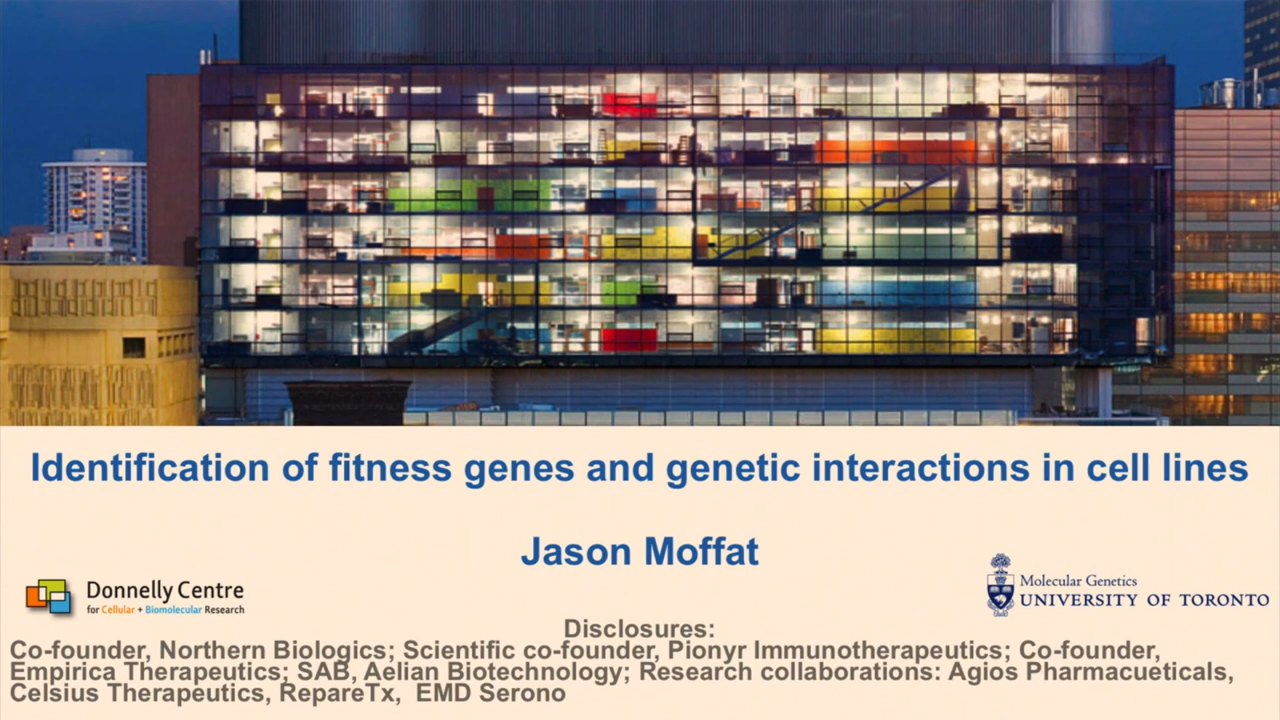 Identification of fitness genes and genetic interactions in cell lines
Jason Moffat
Donnelly Centre
for Cellular + Biomolecular Research
Molecular Genetics
UNIVERSITY OF TORONTO
Disclosures:
Co-founder, Northern Biologics; Scientific co-founder, Pionyr Immunotherapeutics; Co-founder,
Empirica Therapeutics; SAB, Aelian Biotechnology; Research collaborations: Agios Pharmacueticals,
Celsius Therapeutics, RepareTx, EMD Serono